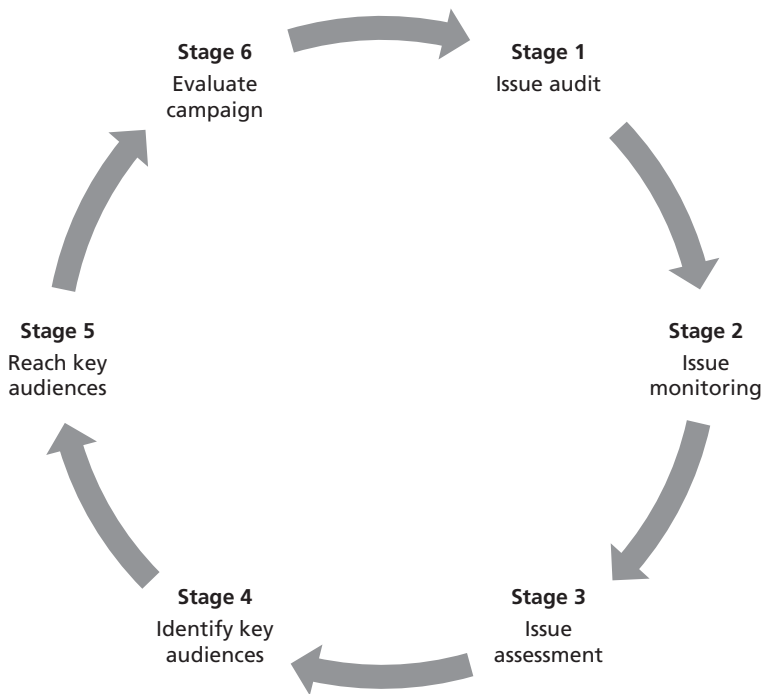 Stage 1
Issue audit
Stage 2
Issue
monitoring
Stage 3
Issue
assessment
Stage 4
Identify key
audiences
Stage 5
Reach key
audiences
Stage 6
Evaluate
campaign